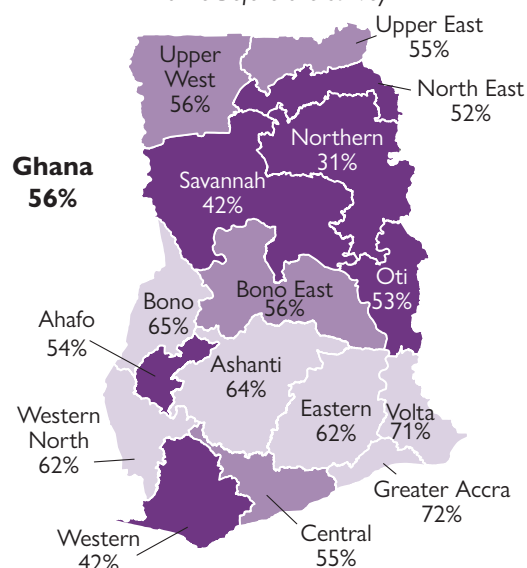 Upper East
55%
Upper
West
56%
North East
52%
Northern
31%
Ghana
56%
Savannah
42%
Oti
53%
Bono East
56%
Bono
65%
Ahafo
54%
Ashanti
64%
Eastern
62%
Volta
71%
Western
North
62%
Greater Accra
72%
Central
55%
Western
42%